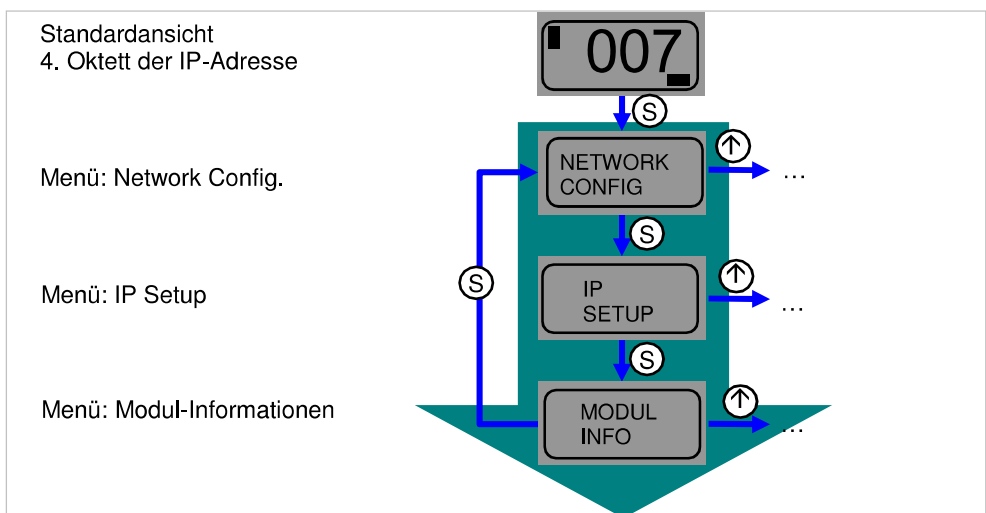 Standardansicht
4. Oktett der IP-Adresse
007
S
Menü: Network Config.
NETWORK
CONFIG
↑
...
S
S
Menü: IP Setup
IP
SETUP
↑
...
S
Menü: Modul-Informationen
MODUL
INFO
↑
...